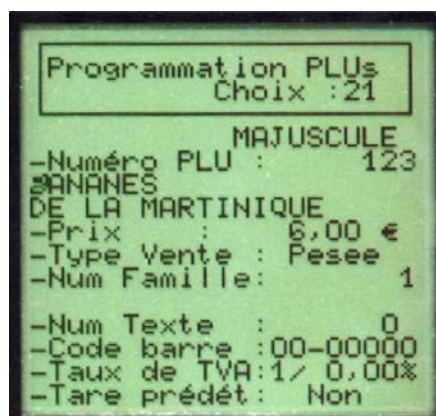 Programmation PLUs
Choix :21
MAJUSCULE
-Numéro PLU : 123
BANANES
DE LA MARTINIQUE
-Prix : 6,00 €
-Type Vente : Pesee
-Num Famille: 1
-Num Texte : 0
-Code barre :00-00000
-Taux de TVA:1/ 0,00%
-Tare prédét: Non